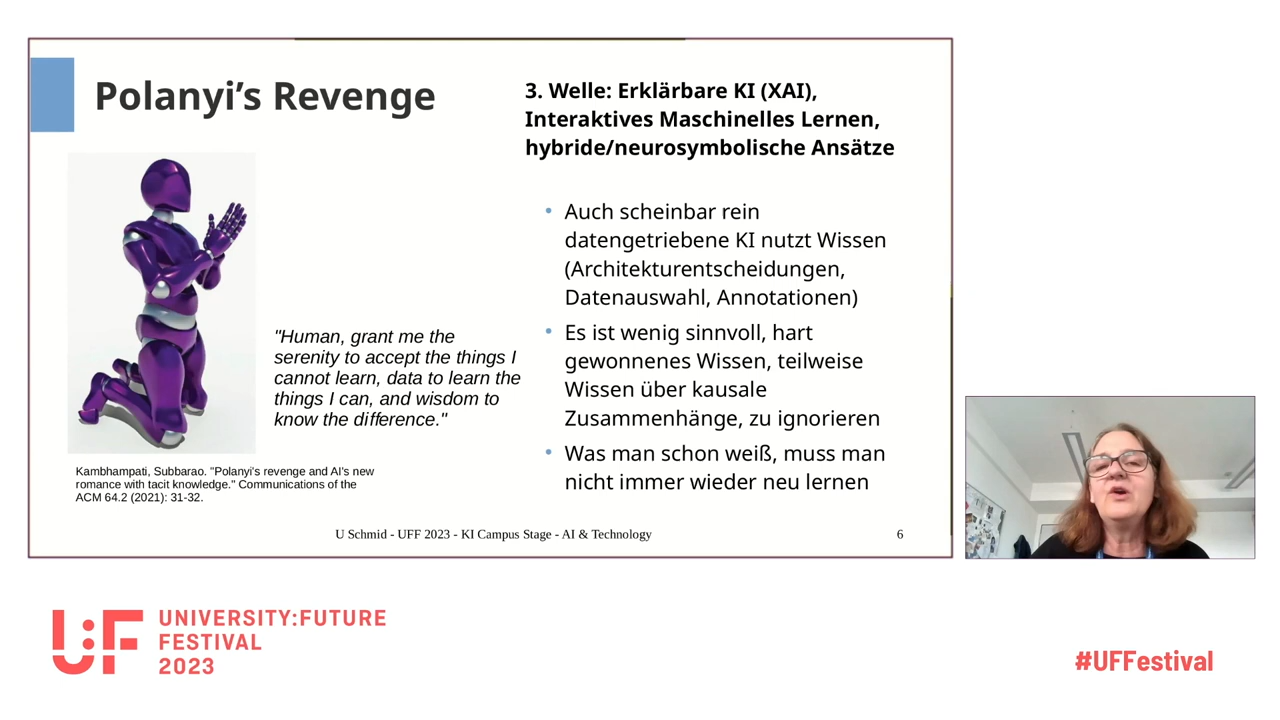 Polanyi’s Revenge
3. Welle: Erklärbare KI (XAI),
Interaktives Maschinelles Lernen,
hybride/neurosymbolische Ansätze
• Auch scheinbar rein
datengetriebene KI nutzt Wissen
(Architekturentscheidungen,
Datenauswahl, Annotationen)
• Es ist wenig sinnvoll, hart
gewonnenes Wissen, teilweise
Wissen über kausale
Zusammenhänge, zu ignorieren
• Was man schon weiß, muss man
nicht immer wieder neu lernen
"Human, grant me the
serenity to accept the things I
cannot learn, data to learn the
things I can, and wisdom to
know the difference."
Kambhampati, Subbarao. "Polanyi's revenge and AI's new
romance with tacit knowledge." Communications of the
ACM 64.2 (2021): 31-32.
U Schmid - UFF 2023 - KI Campus Stage - AI & Technology
6
U:F
UNIVERSITY:FUTURE
FESTIVAL
2023
#UFFestival